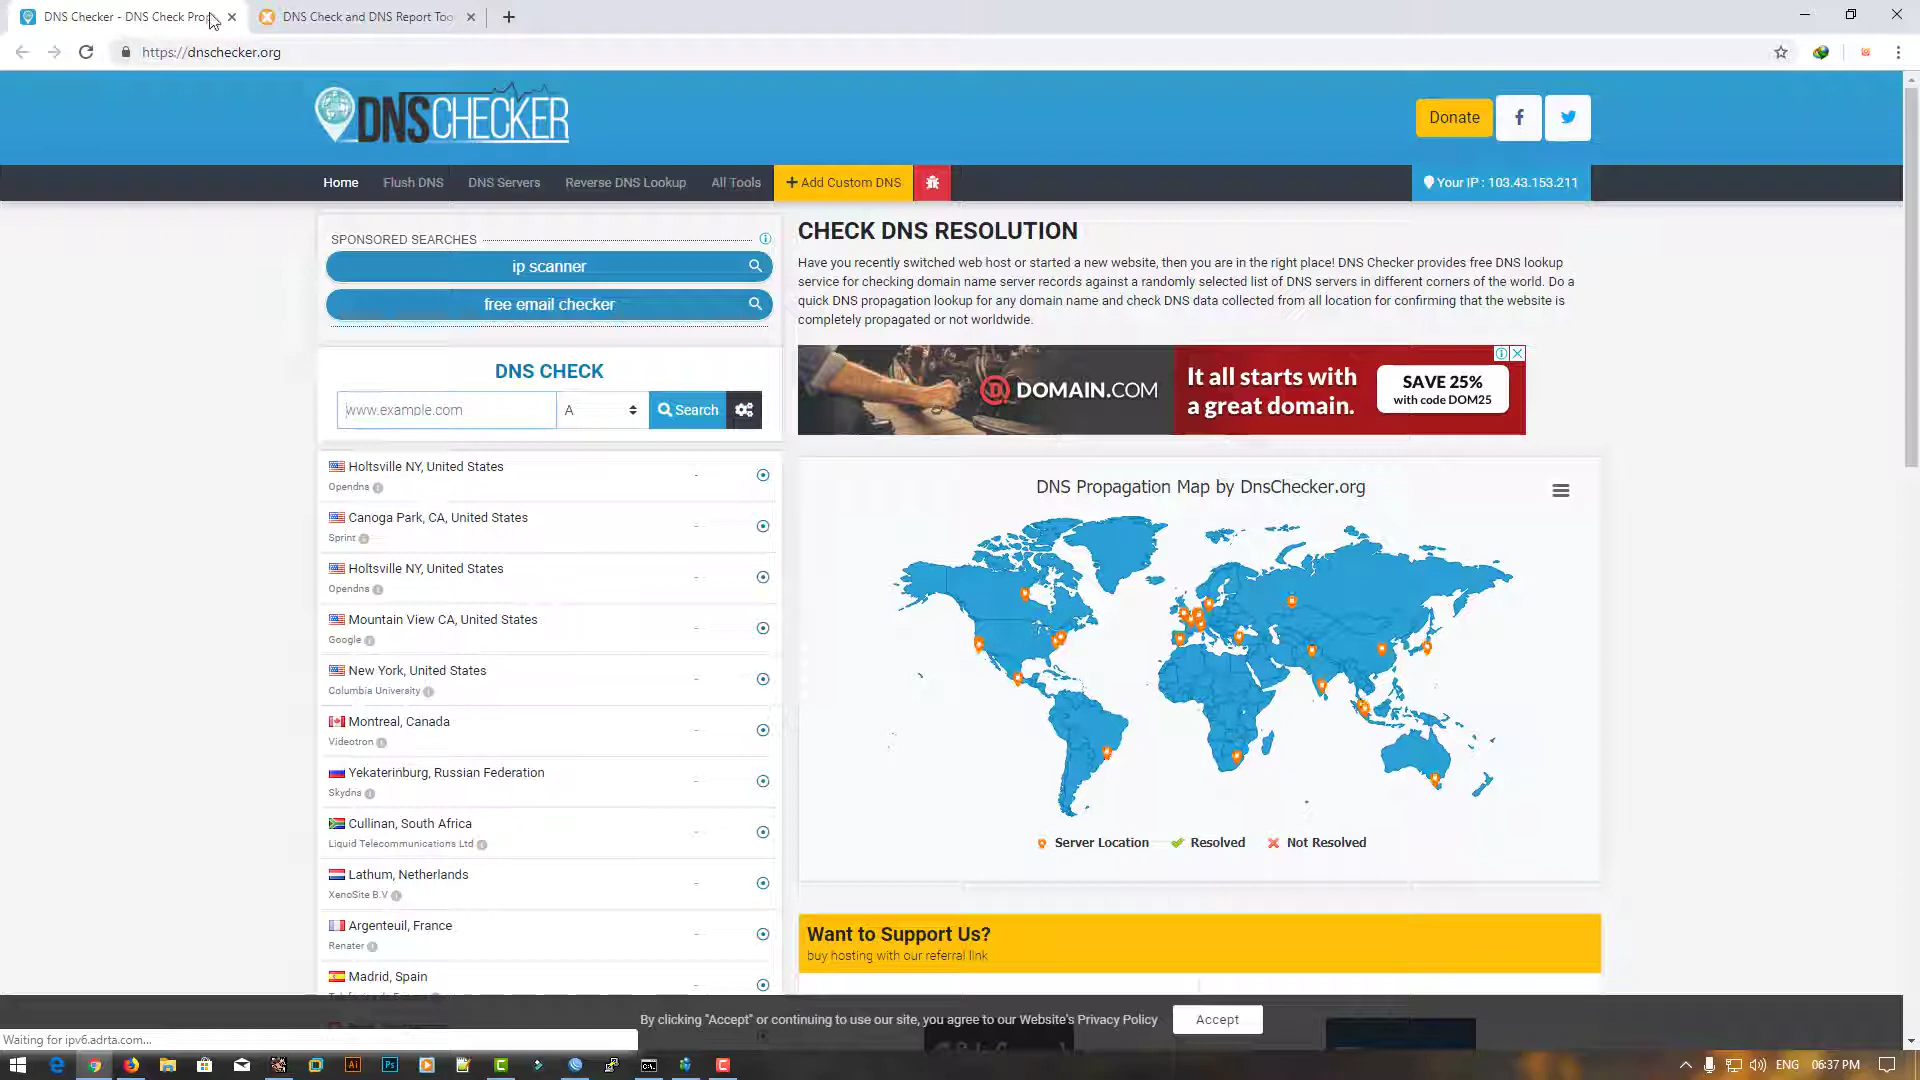 DNS Checker - DNS Check Prop
DNS Check and DNS Report Too
https://dnschecker.org
DNSCHECKER
Donate
Home
Flush DNS
DNS Servers
Reverse DNS Lookup
All Tools
Add Custom DNS
Your IP : 103.43.153.211
SPONSORED SEARCHES
ip scanner
free email checker
DNS CHECK
www.example.com
A
Search
Holtsville NY, United States
Opendns
-
Canoga Park, CA, United States
Sprint
-
Holtsville NY, United States
Opendns
-
Mountain View CA, United States
Google
-
New York, United States
Columbia University
-
Montreal, Canada
Videotron
-
Yekaterinburg, Russian Federation
Skydns
-
Cullinan, South Africa
Liquid Telecommunications Ltd
-
Lathum, Netherlands
XenoSite B.V
-
Argenteuil, France
Renater
-
Madrid, Spain
-
CHECK DNS RESOLUTION
Have you recently switched web host or started a new website, then you are in the right place! DNS Checker provides free DNS lookup
service for checking domain name server records against a randomly selected list of DNS servers in different corners of the world. Do a
quick DNS propagation lookup for any domain name and check DNS data collected from all location for confirming that the website is
completely propagated or not worldwide.
DOMAIN.COM
It all starts with
a great domain.
SAVE 25%
with code DOM25
DNS Propagation Map by DnsChecker.org
Server Location
Resolved
Not Resolved
Want to Support Us?
buy hosting with our referral link
By clicking "Accept" or continuing to use our site, you agree to our Website's Privacy Policy
Accept
Waiting for ipv6.adrta.com...
Ai
Ps
ENG
06:37 PM